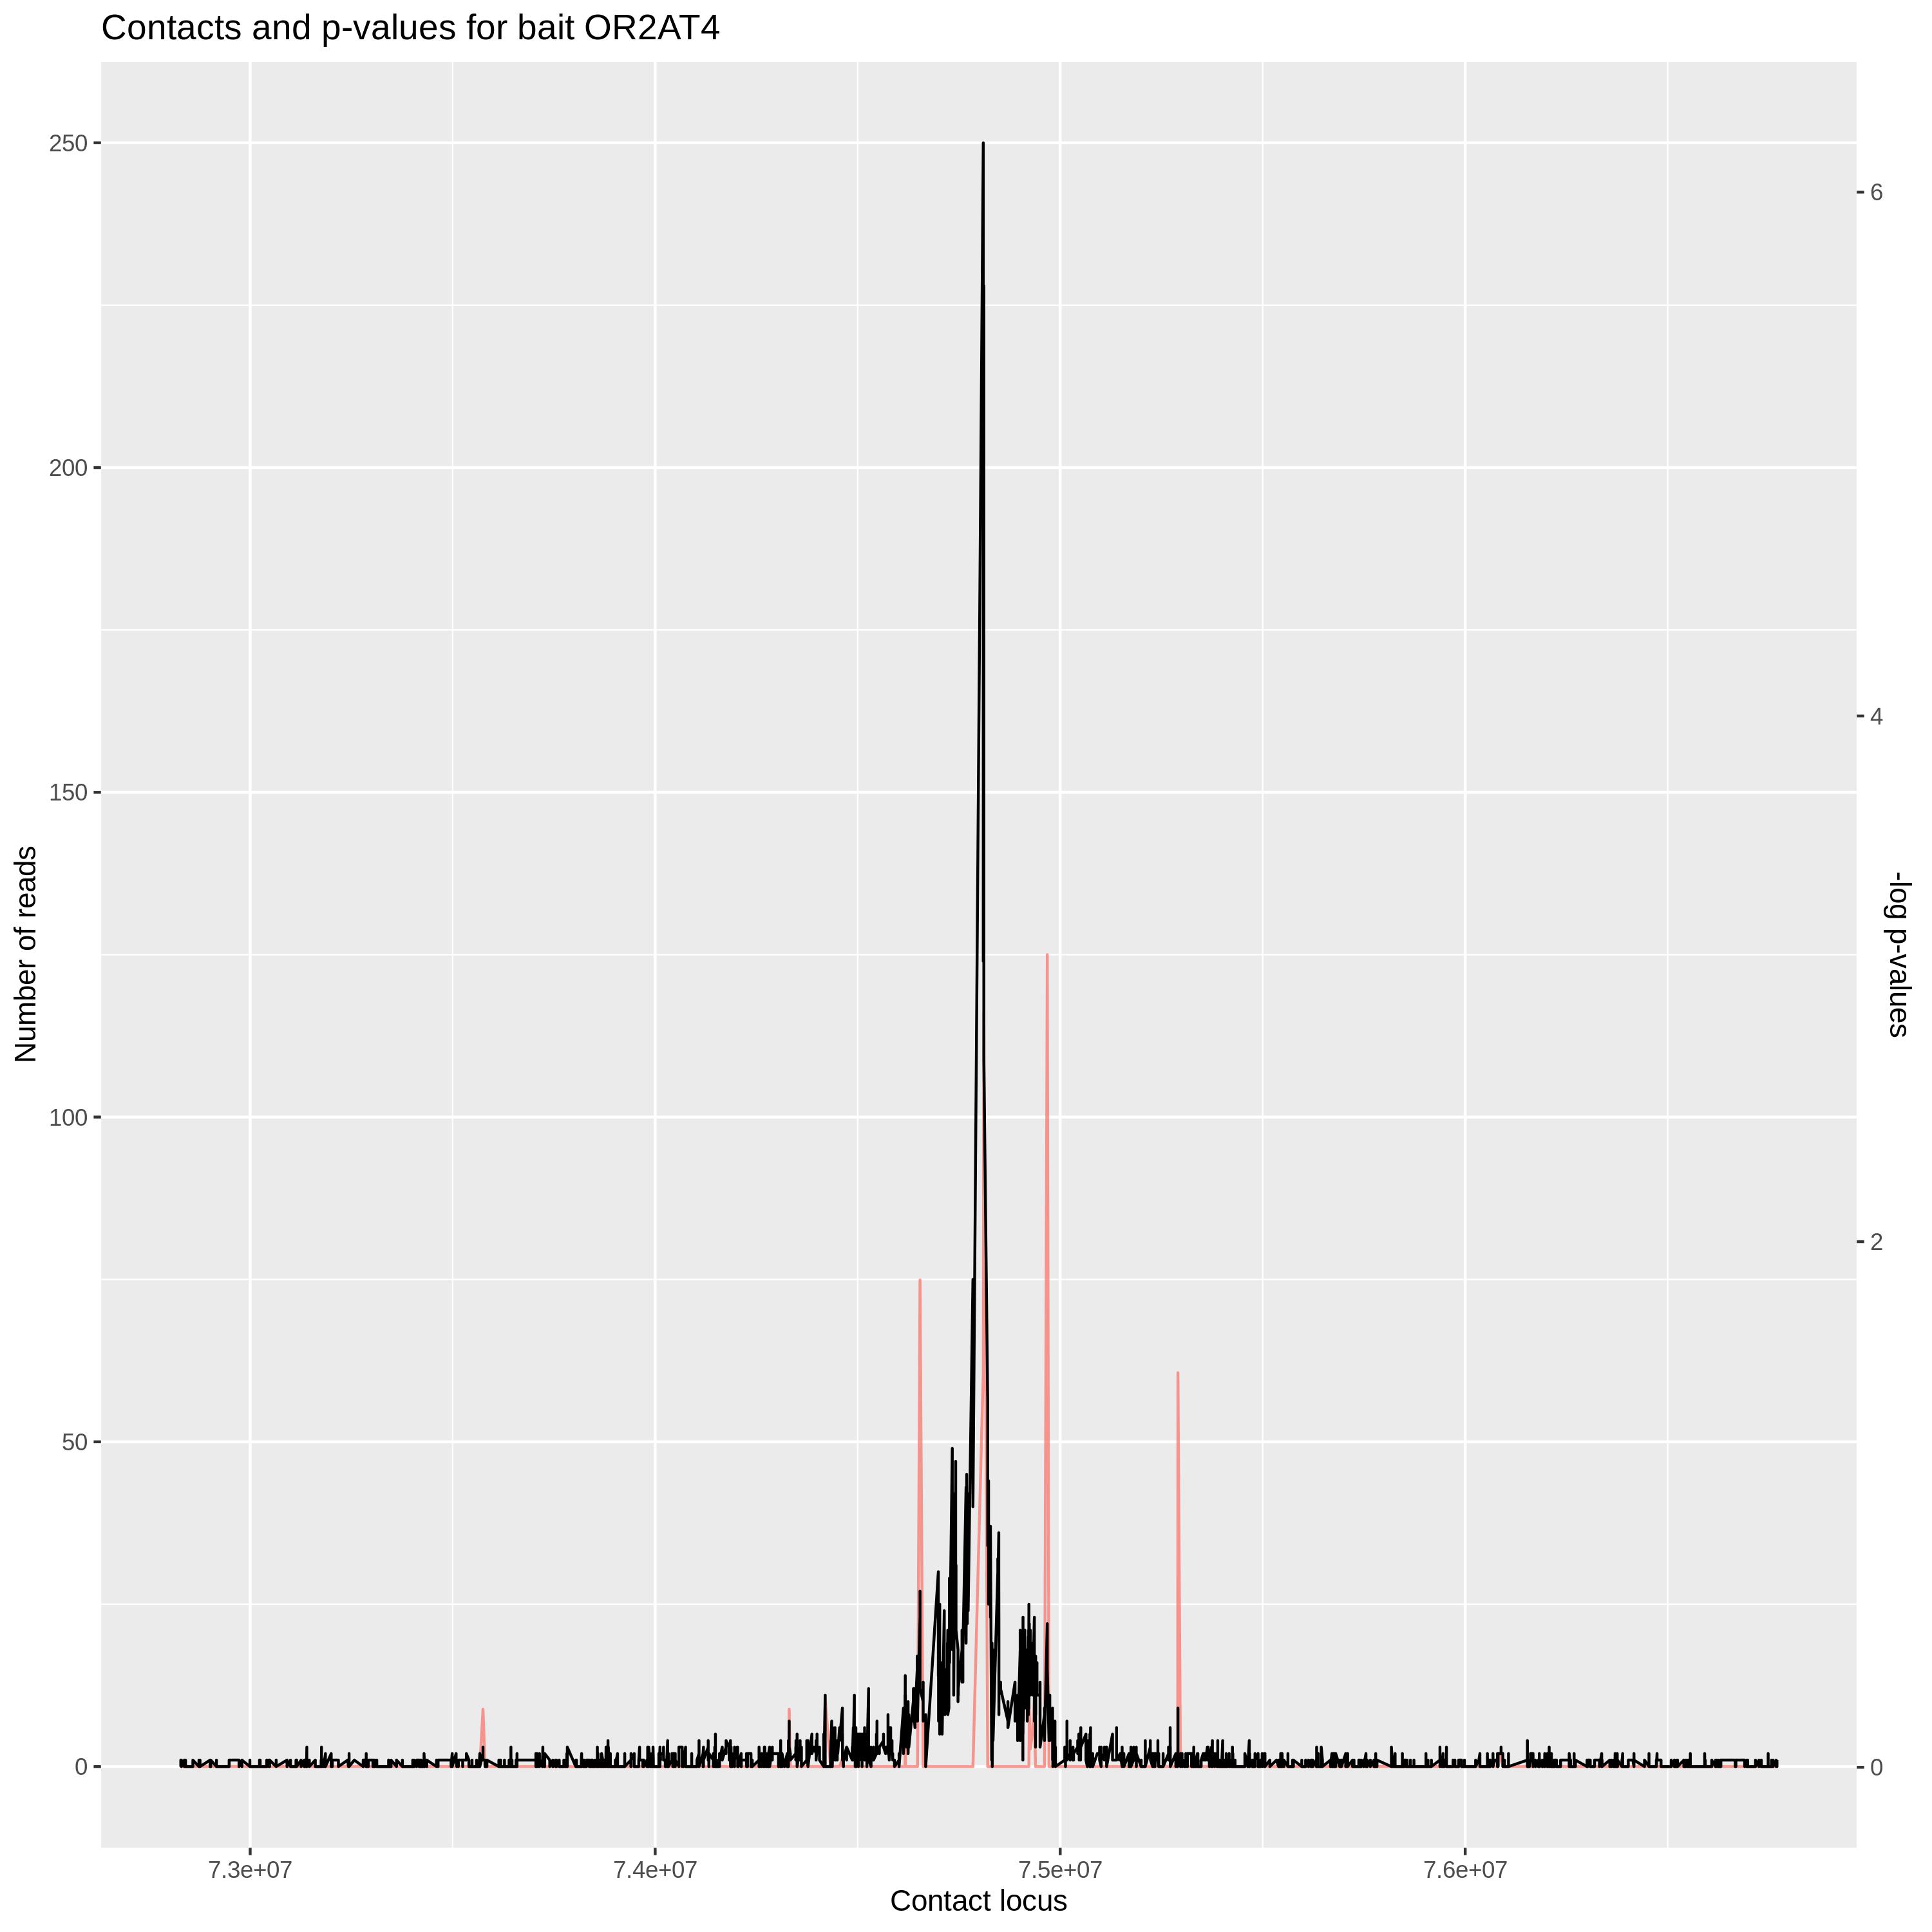 Contacts and p-values for bait OR2AT4
250
200
150
100
50
0
Number of reads
6
4
2
0
-log p-values
7.3e+07
7.4e+07
7.5e+07
7.6e+07
Contact locus